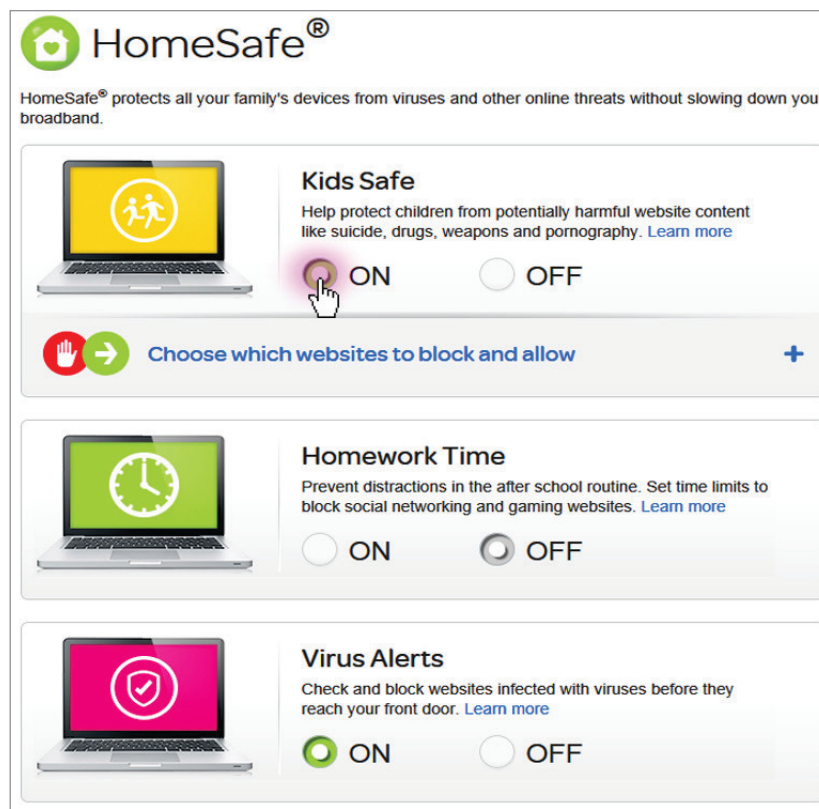 HomeSafe®
HomeSafe® protects all your family's devices from viruses and other online threats without slowing down you
broadband.
Kids Safe
Help protect children from potentially harmful website content
like suicide, drugs, weapons and pornography. Learn more
ON OFF
Choose which websites to block and allow +
Homework Time
Prevent distractions in the after school routine. Set time limits to
block social networking and gaming websites. Learn more
ON OFF
Virus Alerts
Check and block websites infected with viruses before they
reach your front door. Learn more
ON OFF